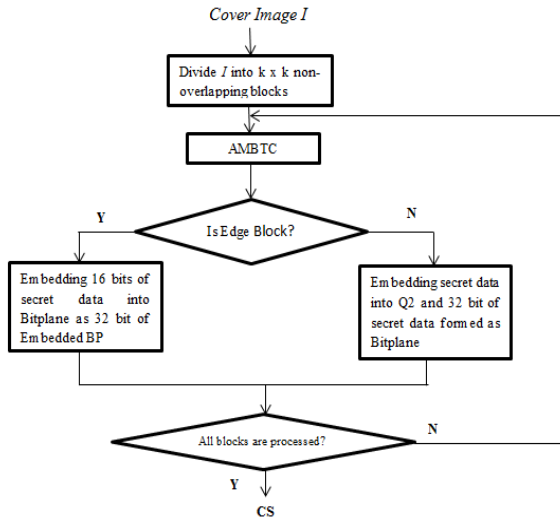 Cover Image I
Divide I into k x k non-
overlapping blocks
AMBTC
Is Edge Block?
Y
N
Embedding 16 bits of
secret data into
Bitplane as 32 bit of
Embedded BP
Embedding secret data
into Q2 and 32 bit of
secret data formed as
Bitplane
All blocks are processed?
N
Y
CS